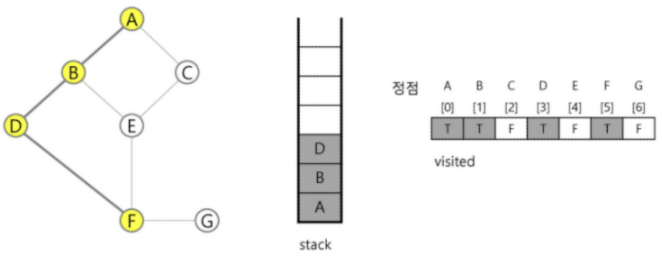 A
B
C
D
E
F
G
D
B
A
stack
정점 A B C D E F G
[0] [1] [2] [3] [4] [5] [6]
T T F T F T F
visited